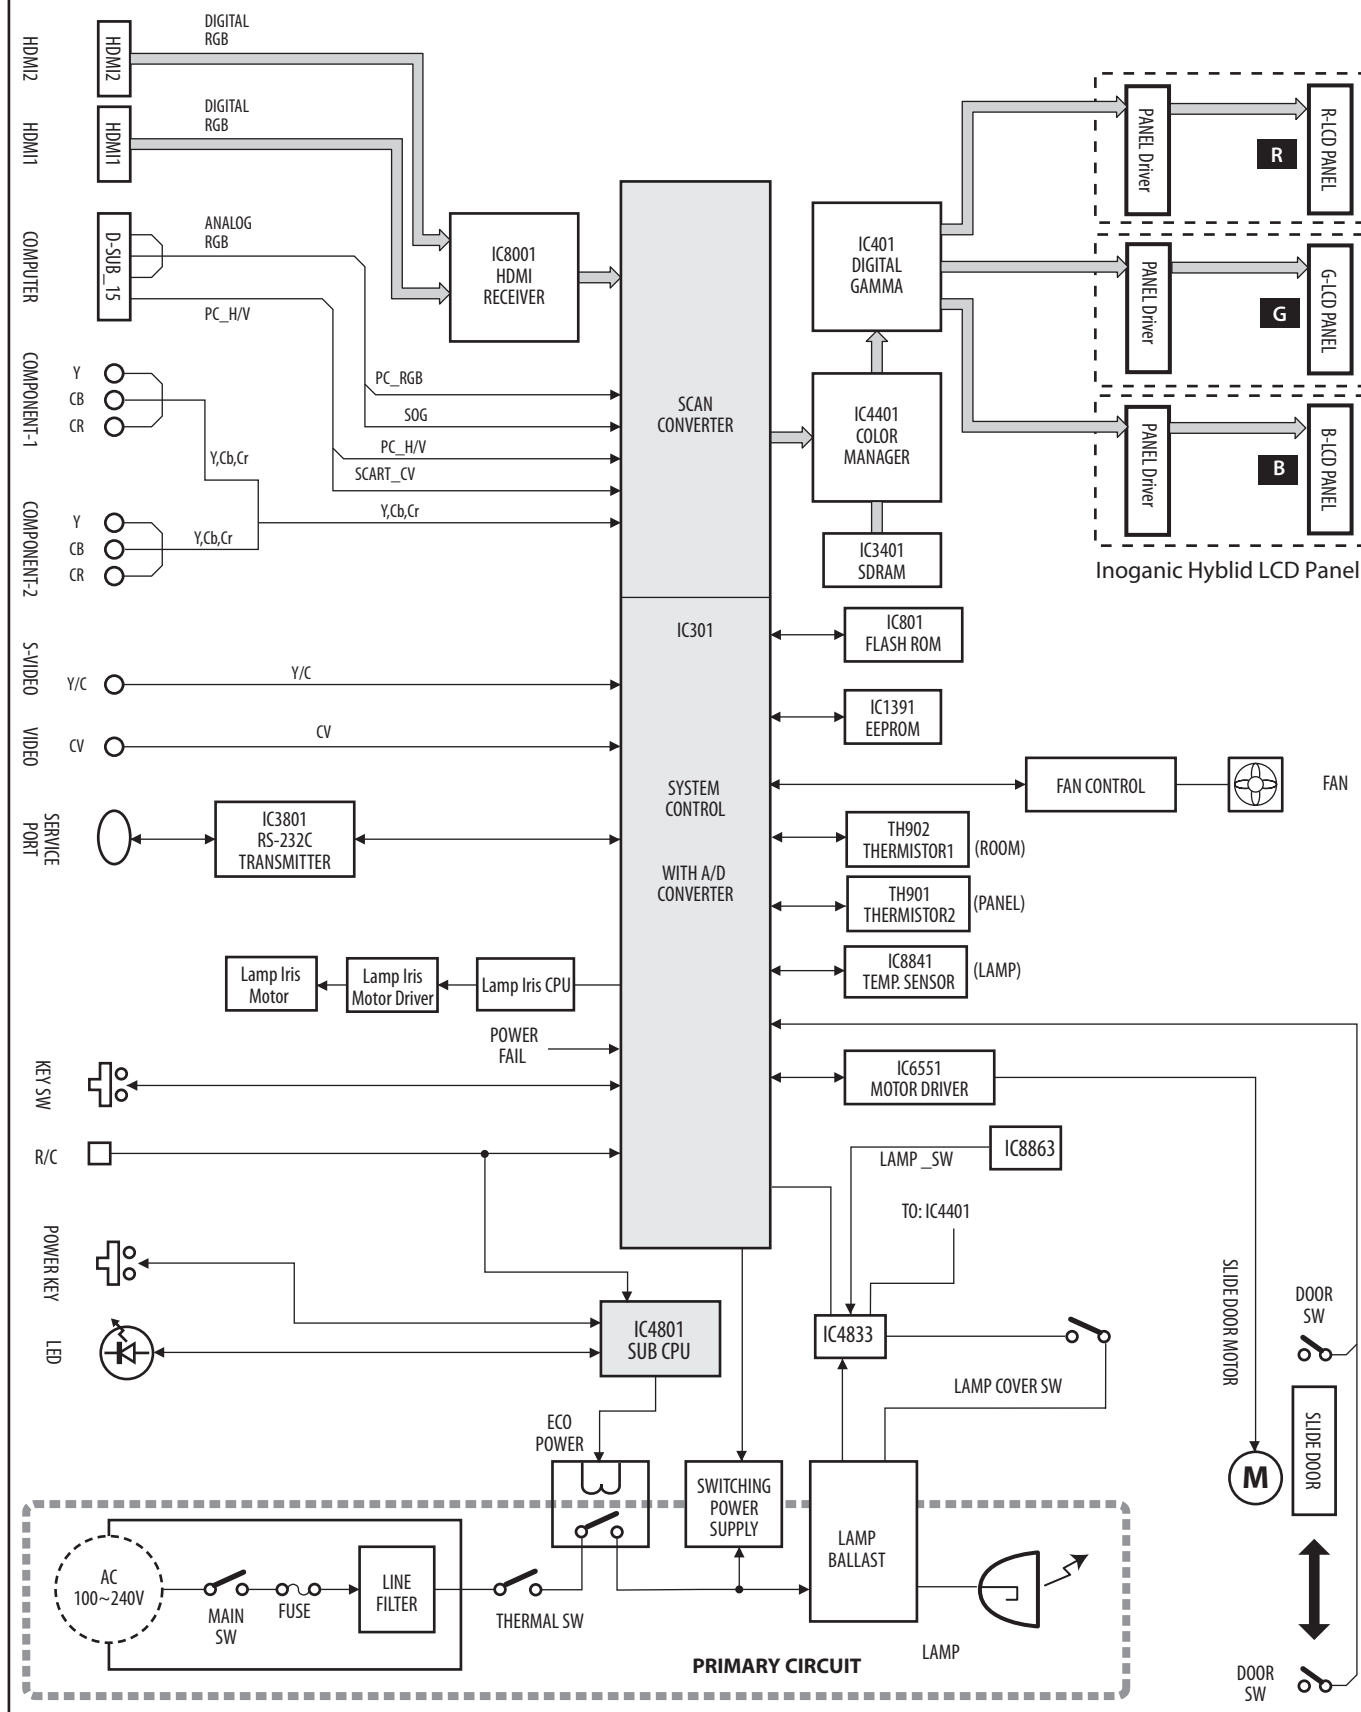 HDMI2
HDMI2
DIGITAL
RGB
HDMI1
HDMI1
DIGITAL
RGB
COMPUTER
D-SUB_15
ANALOG
RGB
PC_H/V
IC8001
HDMI
RECEIVER
COMPONENT-1
Y
CB
CR
Y,Cb,Cr
PC_RGB
SOG
PC_H/V
SCART_CV
Y,Cb,Cr
COMPONENT-2
Y
CB
CR
Y,Cb,Cr
SCAN
CONVERTER
IC401
DIGITAL
GAMMA
IC4401
COLOR
MANAGER
IC3401
SDRAM
PANEL Driver
R
R-LCD PANEL
PANEL Driver
G
G-LCD PANEL
PANEL Driver
B
B-LCD PANEL
Inoganic Hyblid LCD Panel
IC301
IC801
FLASH ROM
S-VIDEO
Y/C
Y/C
IC1391
EEPROM
VIDEO
CV
CV
SYSTEM
CONTROL
WITH A/D
CONVERTER
FAN CONTROL
FAN
SERVICE
PORT
IC3801
RS-232C
TRANSMITTER
TH902
THERMISTOR1
(ROOM)
TH901
THERMISTOR2
(PANEL)
IC8841
TEMP. SENSOR
(LAMP)
Lamp Iris
Motor
Lamp Iris
Motor Driver
Lamp Iris CPU
POWER
FAIL
KEY SW
IC6551
MOTOR DRIVER
R/C
LAMP _SW
IC8863
TO: IC4401
POWER KEY
LED
IC4801
SUB CPU
IC4833
LAMP COVER SW
SLIDE DOOR MOTOR
DOOR
SW
SLIDE DOOR
M
ECO
POWER
SWITCHING
POWER
SUPPLY
LAMP
BALLAST
AC
100~240V
MAIN
SW
FUSE
LINE
FILTER
THERMAL SW
LAMP
PRIMARY CIRCUIT
DOOR
SW